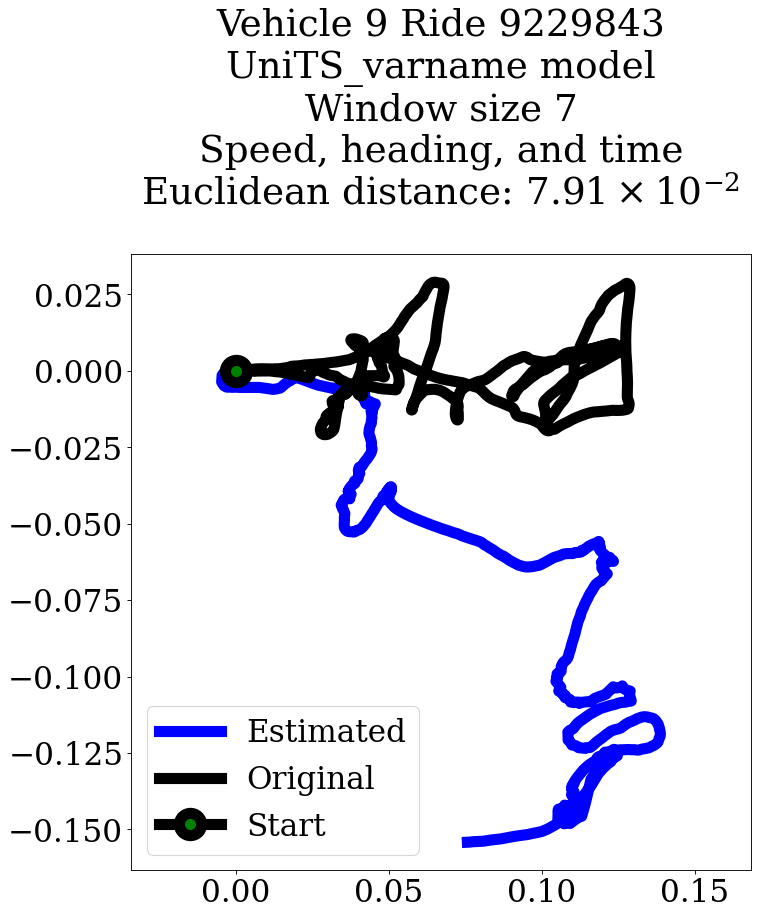 Vehicle 9 Ride 9229843
UniTS_varname model
Window size 7
Speed, heading, and time
Euclidean distance: 7.91 × 10⁻²
0.025
0.000
−0.025
−0.050
−0.075
−0.100
−0.125
−0.150
Estimated
Original
Start
0.00 0.05 0.10 0.15